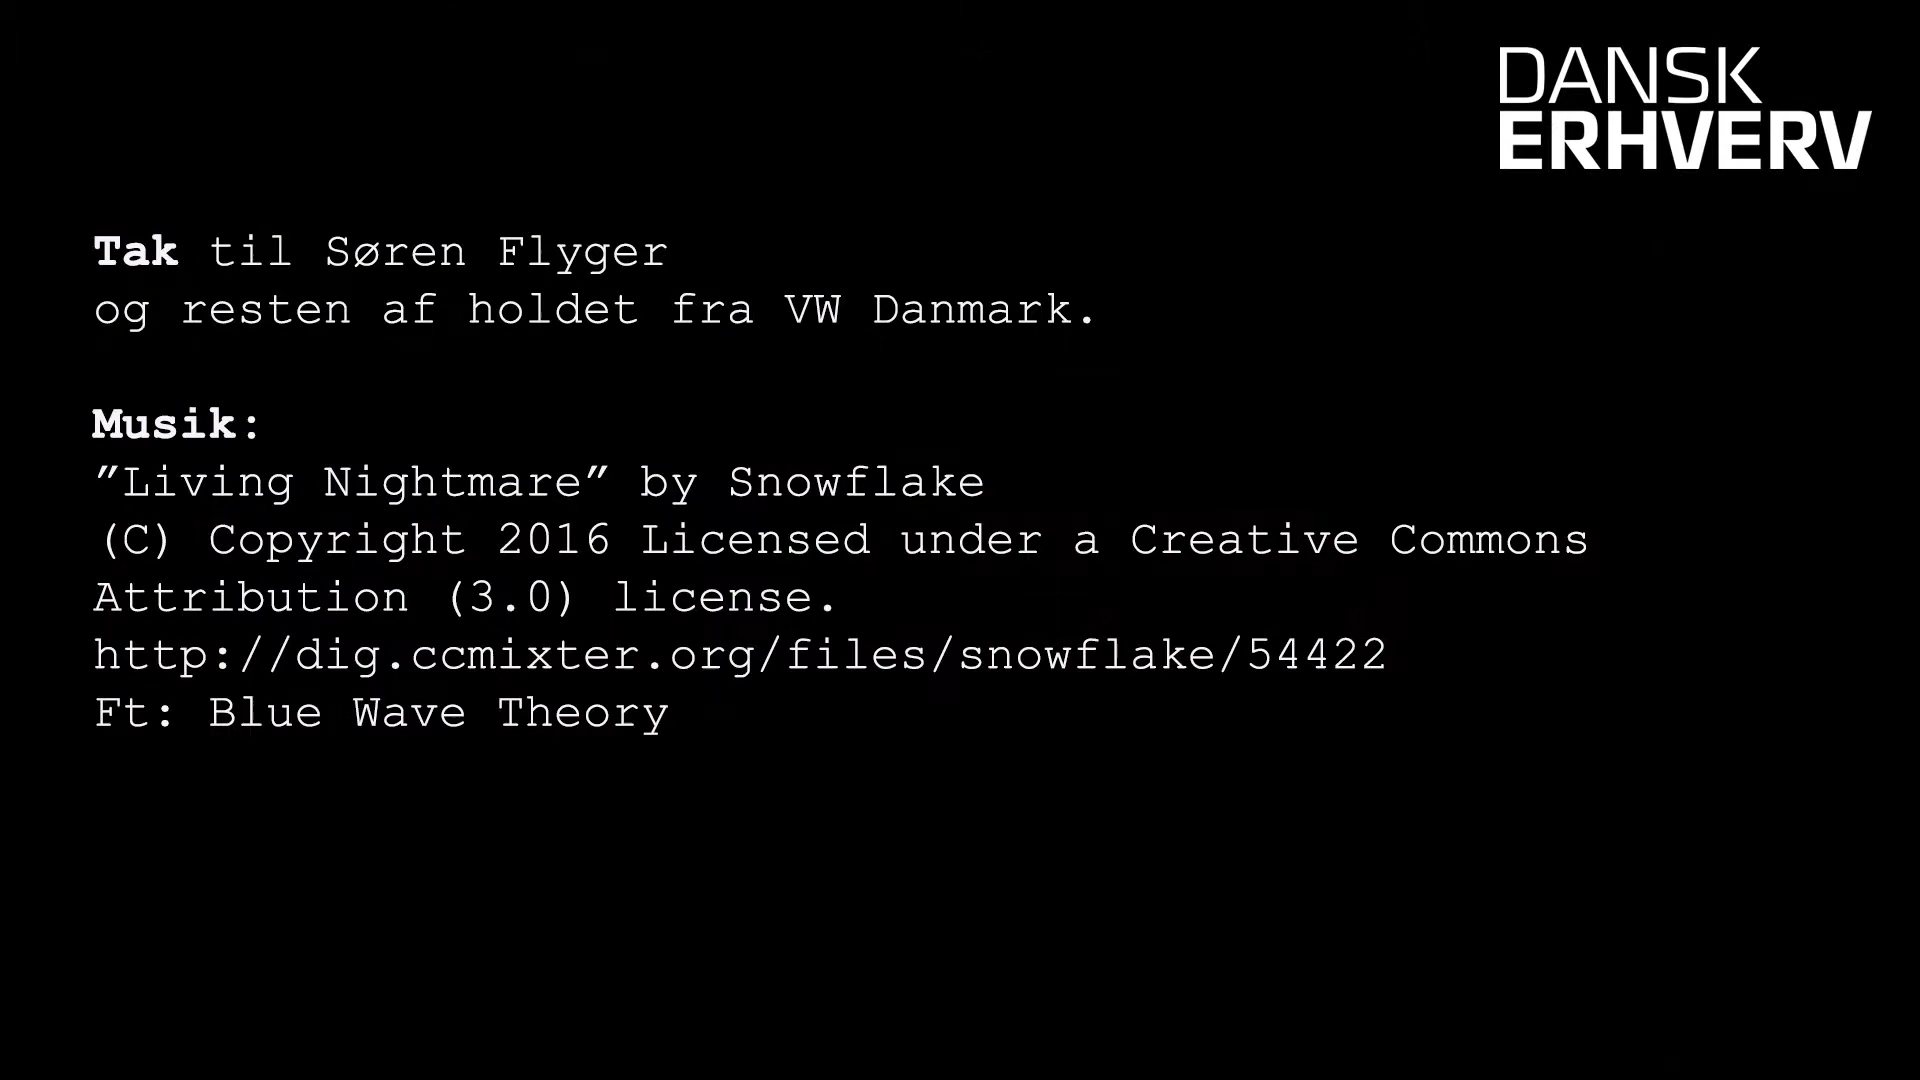 DANSK
ERHVERV
Tak til Søren Flyger
og resten af holdet fra VW Danmark.
Musik:
”Living Nightmare” by Snowflake
(C) Copyright 2016 Licensed under a Creative Commons
Attribution (3.0) license.
http://dig.ccmixter.org/files/snowflake/54422
Ft: Blue Wave Theory